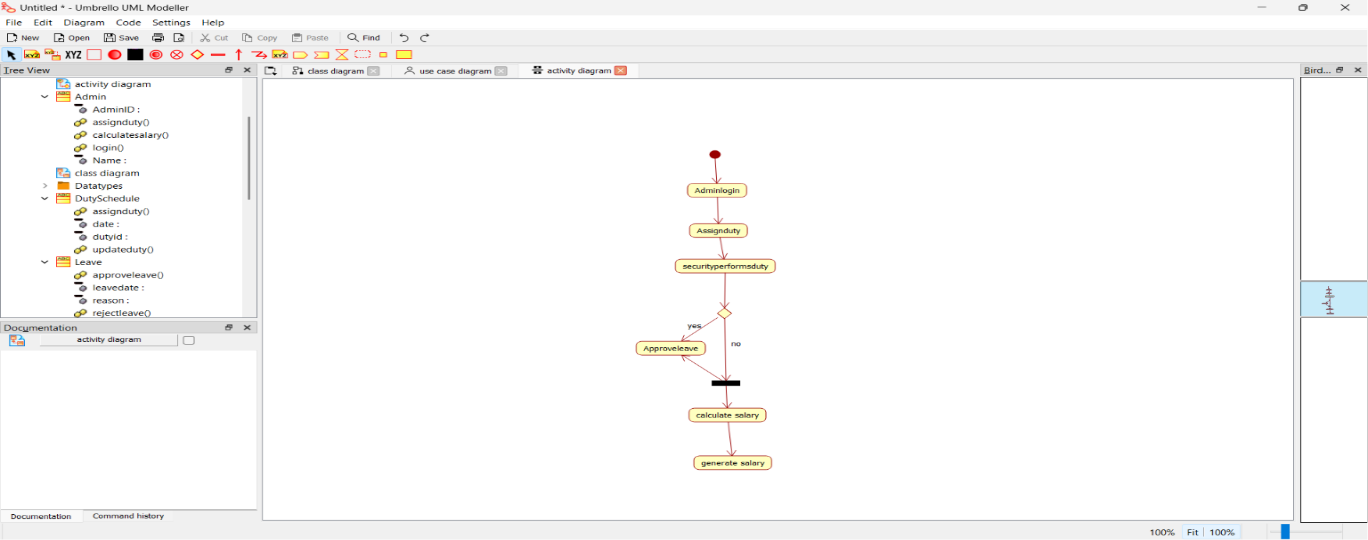 Untitled * - Umbrello UML Modeller
File Edit Diagram Code Settings Help
New Open Save Cut Copy Paste Find
XYZ XYZ XYZ
Tree View
class diagram use case diagram activity diagram
Bird...
activity diagram
Admin
AdminID :
assignduty()
calculatesalary()
login()
Name :
class diagram
Datatypes
DutySchedule
assignduty()
date :
dutyid :
updateduty()
Leave
approveleave()
leavedate :
reason :
rejectleave()
Documentation
activity diagram
Documentation Command history
Adminlogin
Assignduty
securityperformsduty
yes
no
Approveleave
calculate salary
generate salary
100% Fit 100%